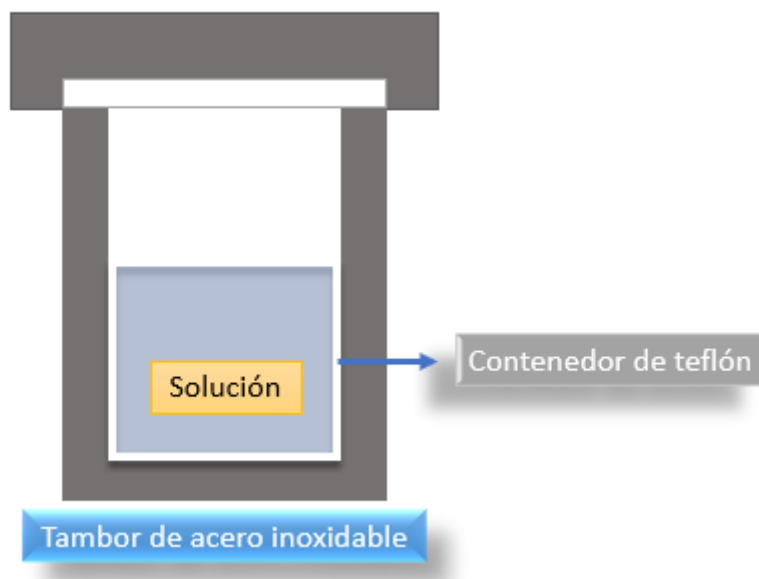 Solución
Contenedor de teflón
Tambor de acero inoxidable